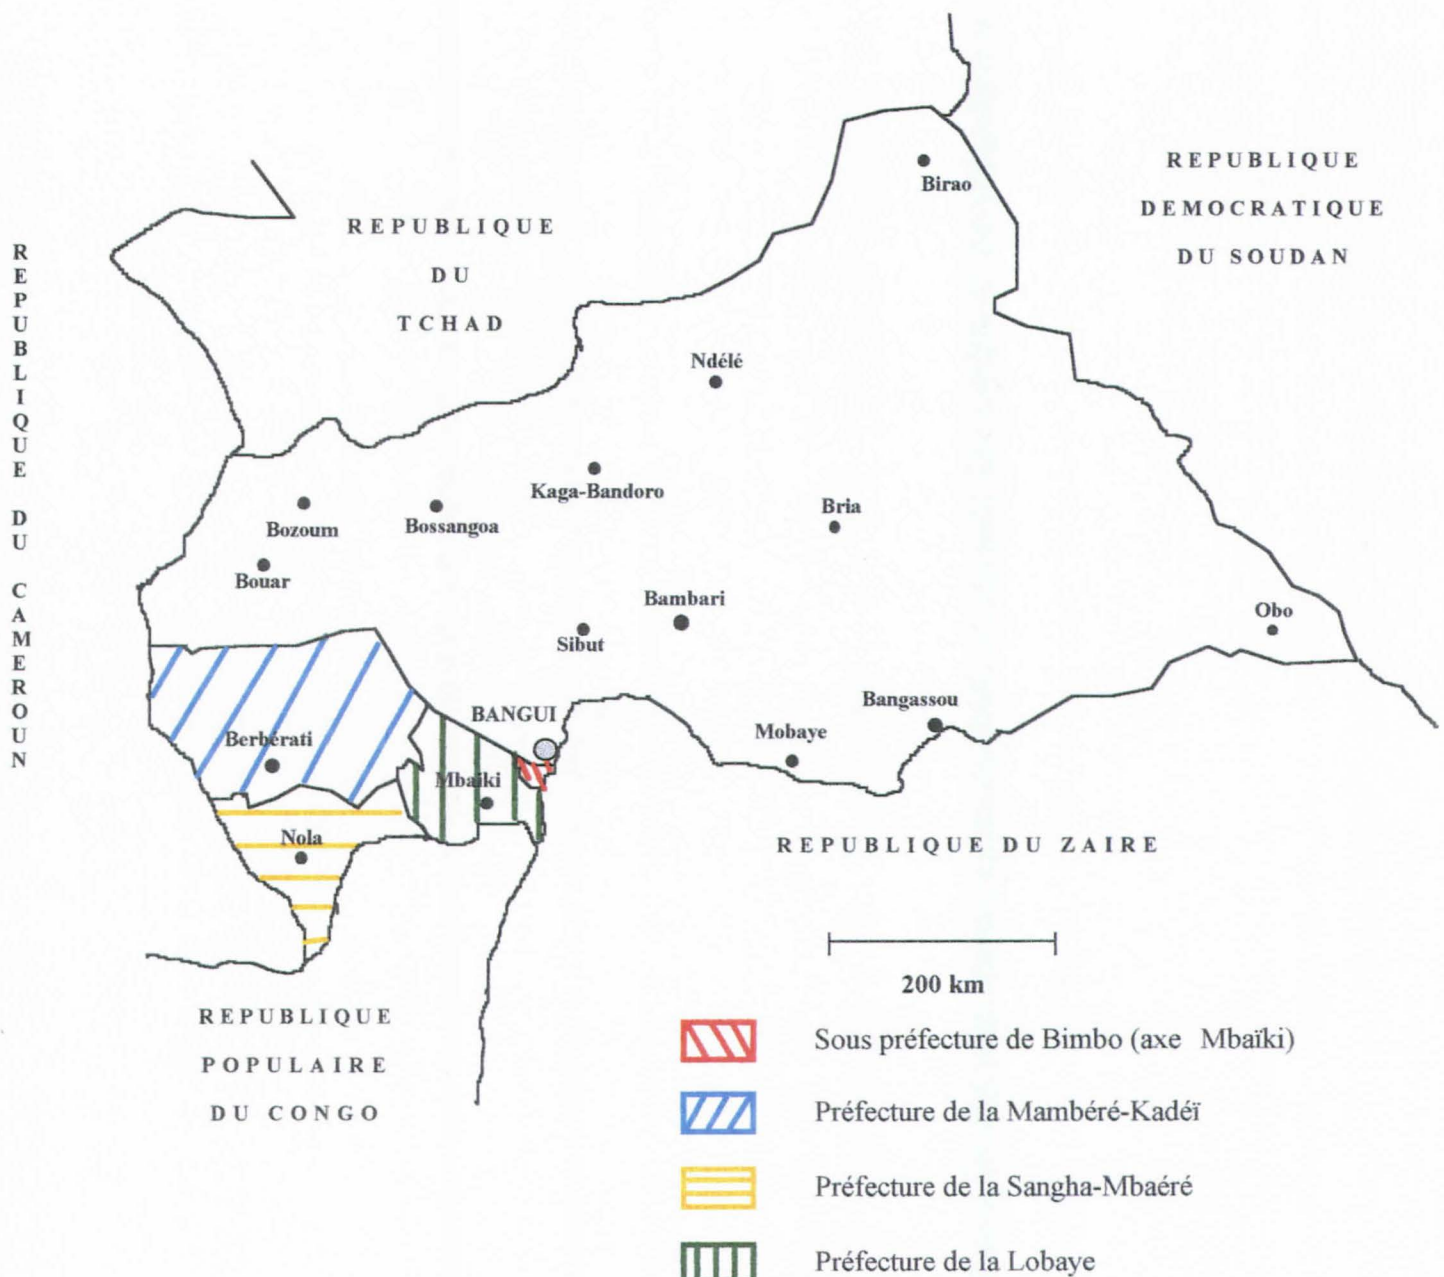 REPUBLIQUE DU CAMEROUN
REPUBLIQUE
DU
TCHAD
REPUBLIQUE
DEMOCRATIQUE
DU SOUDAN
Birao
Ndélé
Kaga-Bandoro
Bozoum
Bossangoa
Bria
Bouar
Bambari
Sibut
Obo
BANGUI
Bangassou
Mobaye
Berbérati
Mbaïki
Nola
REPUBLIQUE DU ZAIRE
200 km
REPUBLIQUE
POPULAIRE
DU CONGO
Sous préfecture de Bimbo (axe Mbaïki)
Préfecture de la Mambéré-Kadéï
Préfecture de la Sangha-Mbaéré
Préfecture de la Lobaye